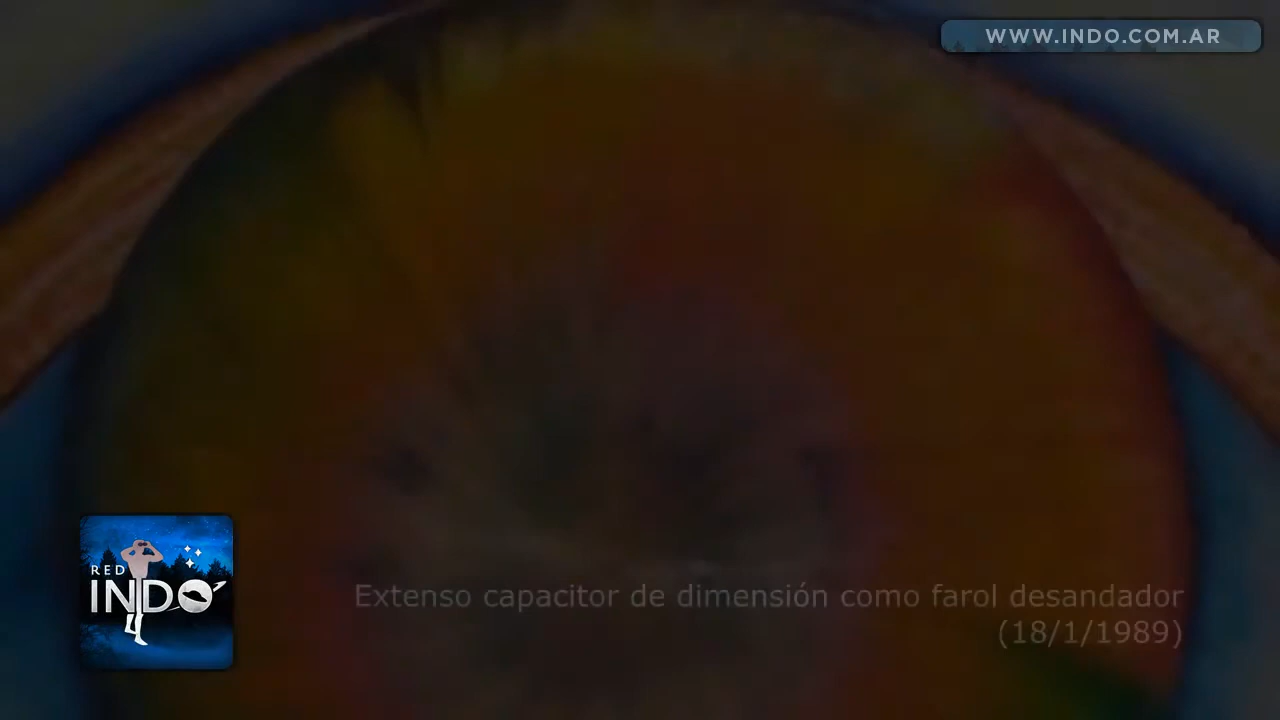 WWW.INDO.COM.AR
RED
INDO
Extenso capacitor de dimensión como farol desandador
(18/1/1989)